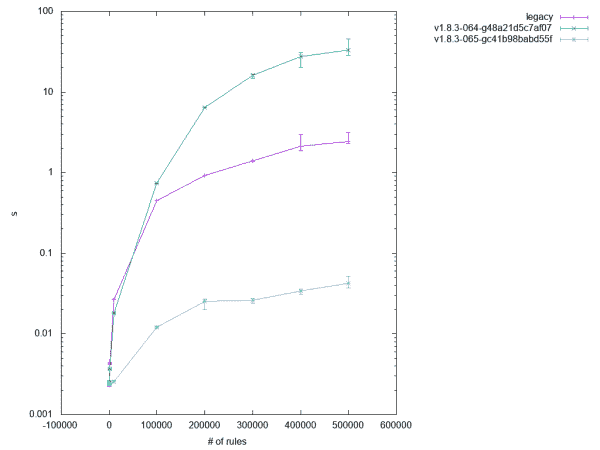 100
legacy
v1.8.3-064-g48a21d5c7af07
v1.8.3-065-gc41b98babd55f
10
1
s
0.1
0.01
0.001
-100000 0 100000 200000 300000 400000 500000 600000
# of rules